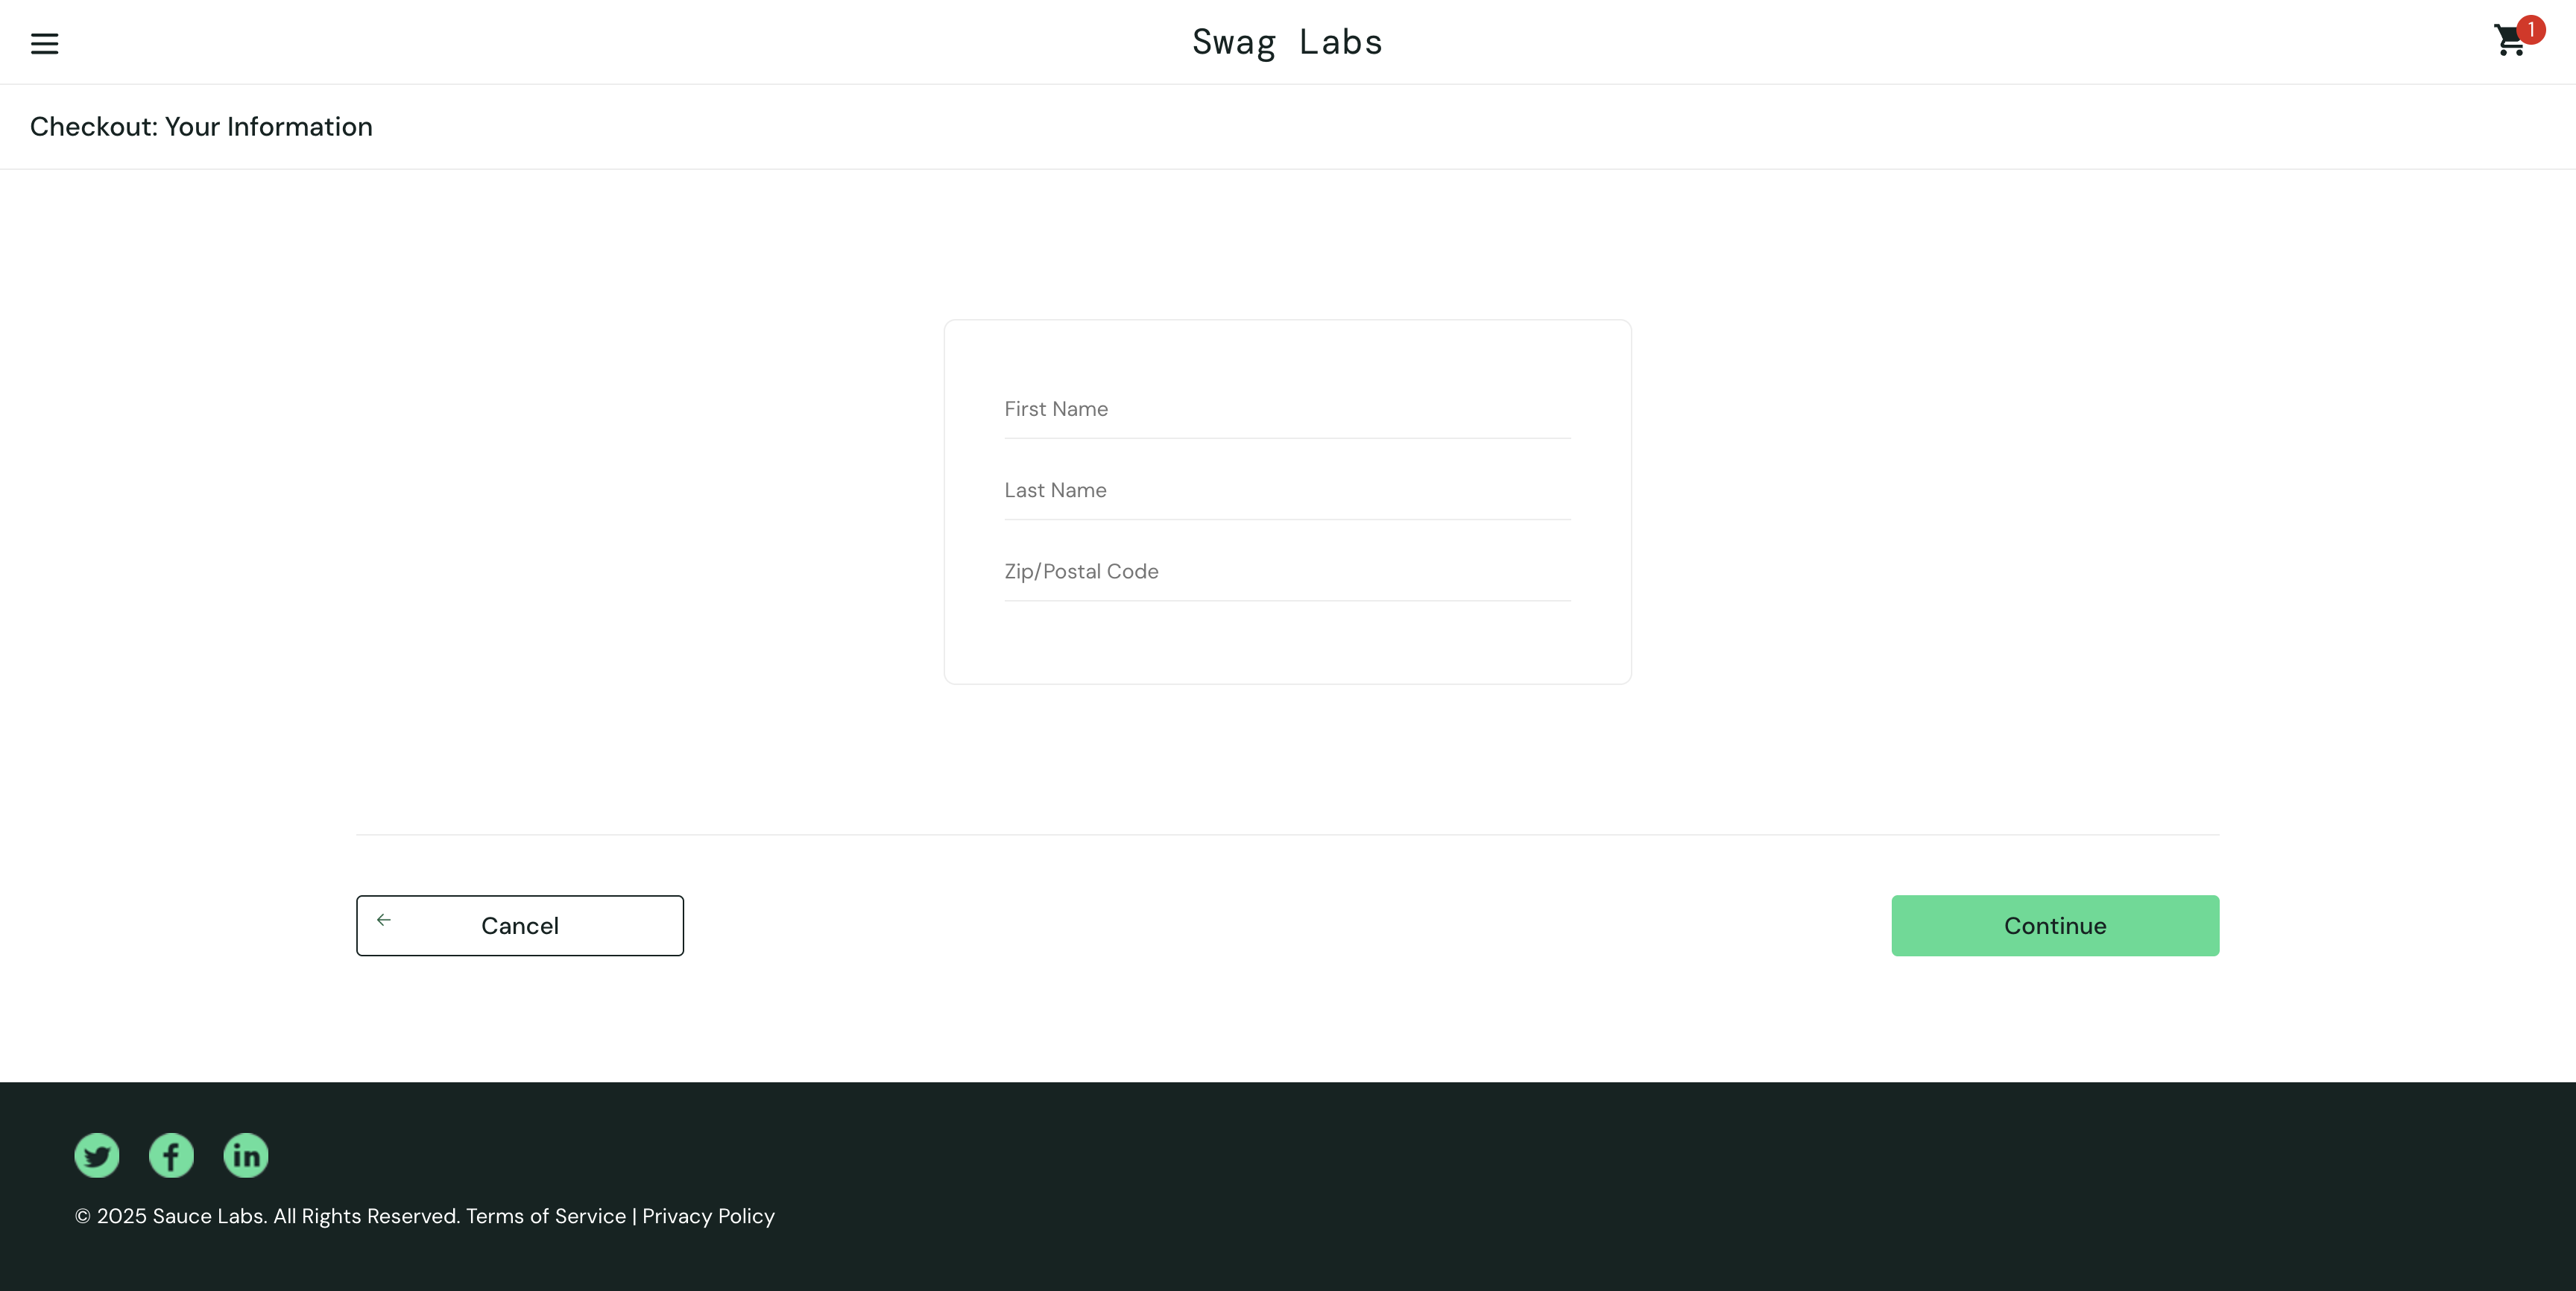 Swag Labs
1
Checkout: Your Information
First Name
Last Name
Zip/Postal Code
Cancel
Continue
© 2025 Sauce Labs. All Rights Reserved. Terms of Service | Privacy Policy